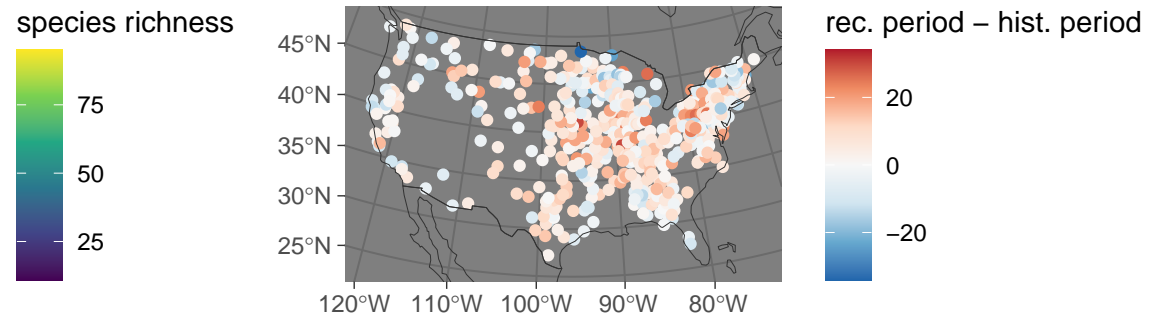 species richness
75
50
25
45°N
40°N
35°N
30°N
25°N
120°W 110°W 100°W 90°W 80°W
rec. period − hist. period
20
0
−20